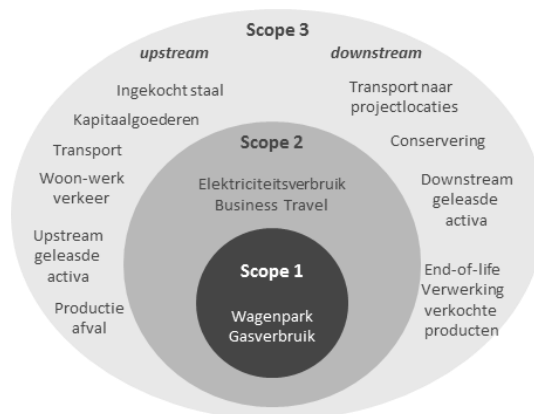 Scope 3
upstream
downstream
Ingekocht staal
Kapitaalgoederen
Transport
Woon-werk
verkeer
Upstream
geleasde
activa
Productie
afval
Transport naar
projectlocaties
Conservering
Downstream
geleasde
activa
End-of-life
Verwerking
verkochte
producten
Scope 2
Elektriciteitsverbruik
Business Travel
Scope 1
Wagenpark
Gasverbruik